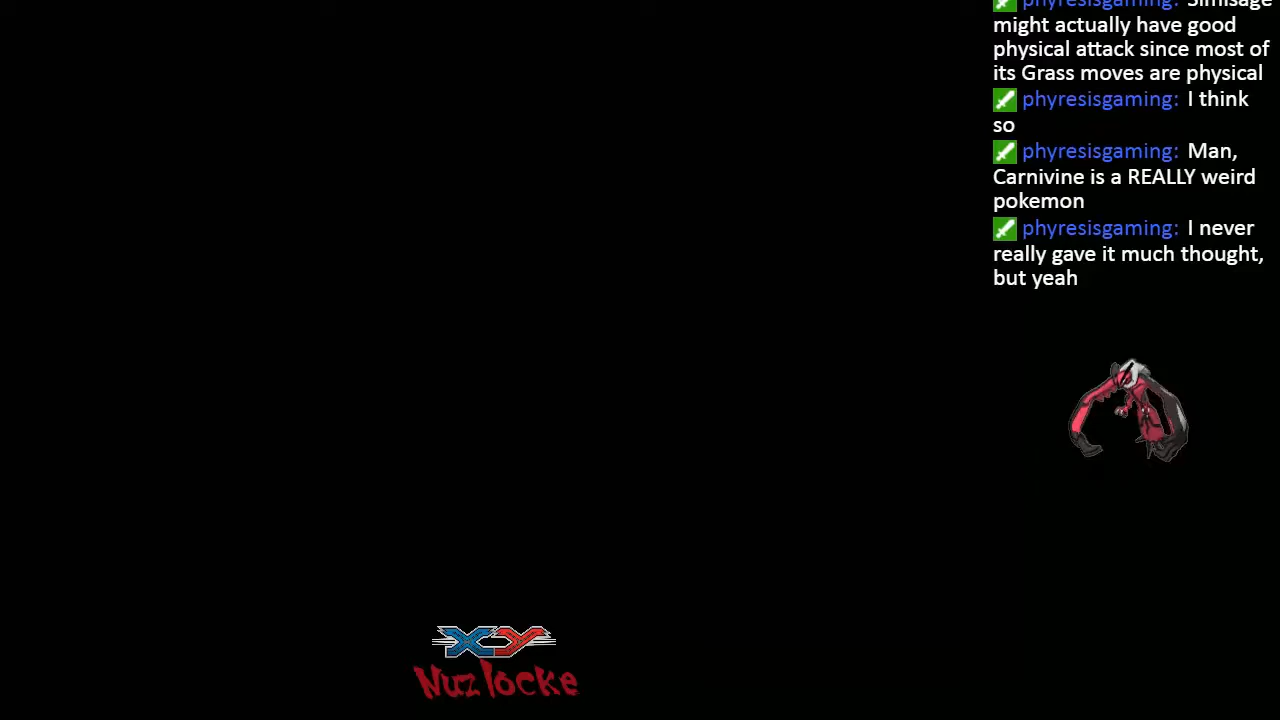 phyresisgaming: Simisage
might actually have good
physical attack since most of
its Grass moves are physical
phyresisgaming: I think
so
phyresisgaming: Man,
Carnivine is a REALLY weird
pokemon
phyresisgaming: I never
really gave it much thought,
but yeah
XY
Nuzlocke